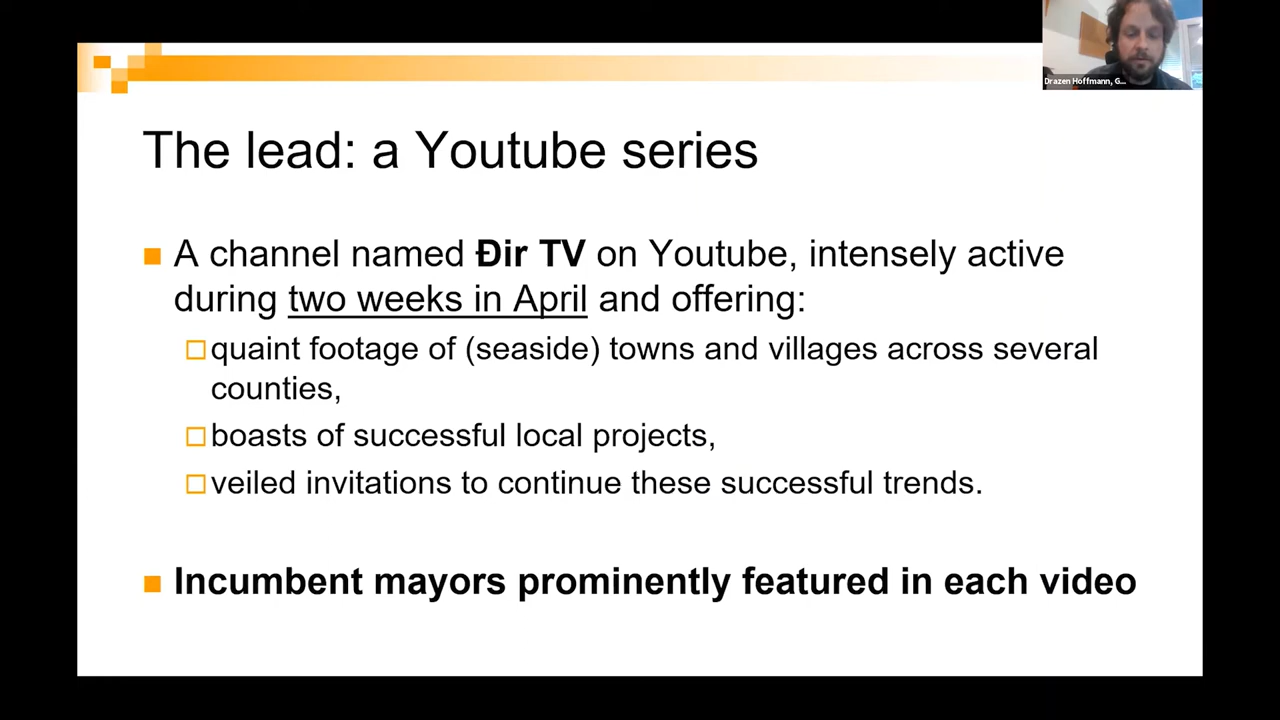 Drazen Hoffmann, G...
The lead: a Youtube series
A channel named Đir TV on Youtube, intensely active
during two weeks in April and offering:
quaint footage of (seaside) towns and villages across several
counties,
boasts of successful local projects,
veiled invitations to continue these successful trends.
Incumbent mayors prominently featured in each video